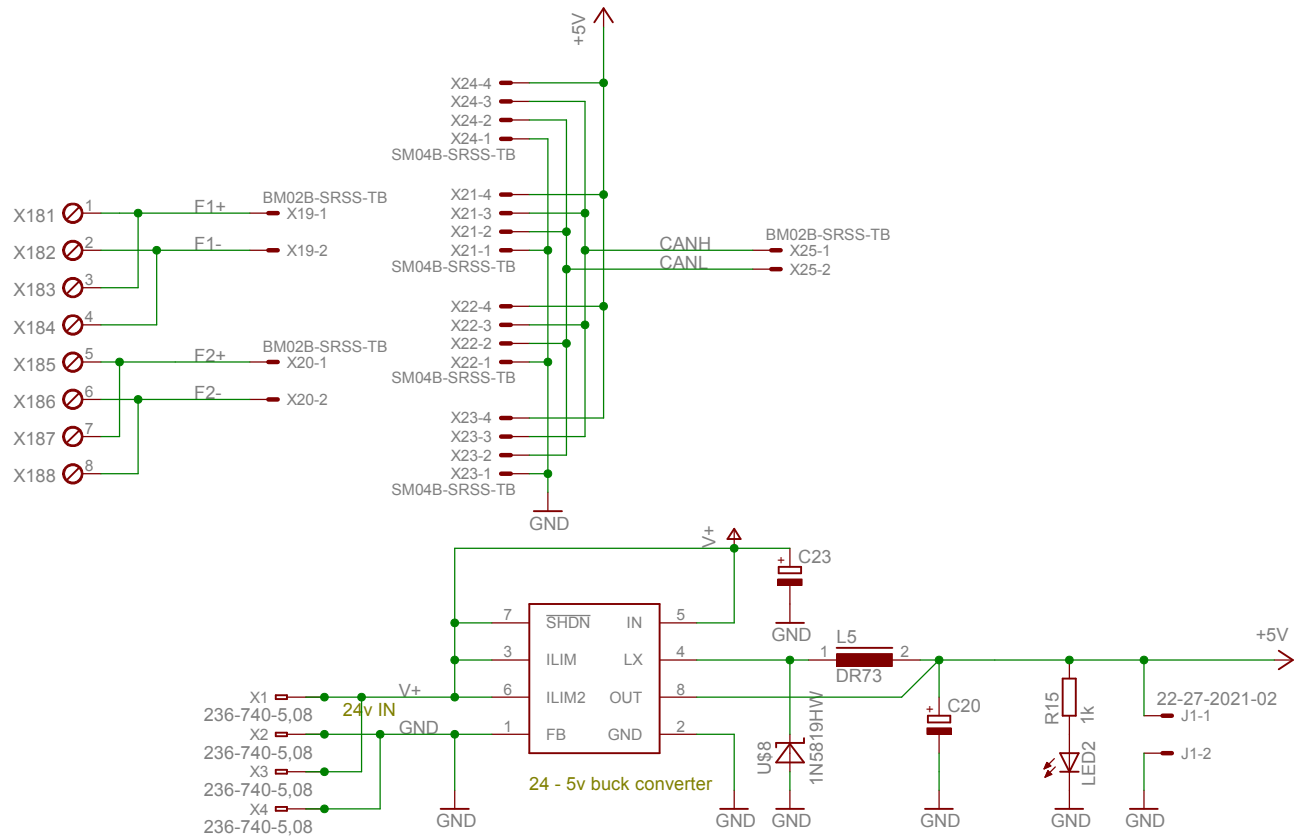 +5V
X24-4
X24-3
X24-2
X24-1
SM04B-SRSS-TB
X21-4
X21-3
X21-2
X21-1
SM04B-SRSS-TB
X22-4
X22-3
X22-2
X22-1
SM04B-SRSS-TB
X23-4
X23-3
X23-2
X23-1
SM04B-SRSS-TB
GND
X181 1
X182 2
X183 3
X184 4
X185 5
X186 6
X187 7
X188 8
F1+
F1-
BM02B-SRSS-TB
X19-1
X19-2
F2+
F2-
BM02B-SRSS-TB
X20-1
X20-2
CANH
CANL
BM02B-SRSS-TB
X25-1
X25-2
V+
C23
+
GND
7 SHDN IN 5
3 ILIM LX 4
6 ILIM2 OUT 8
1 FB GND 2
24 - 5v buck converter
X1
236-740-5,08
X2
236-740-5,08
X3
236-740-5,08
X4
236-740-5,08
V+
24v IN
GND
GND
GND
L5
1 2
DR73
U$8
1N5819HW
GND
+
C20
GND
R15
1k
LED2
GND
22-27-2021-02
J1-1
J1-2
GND
+5V